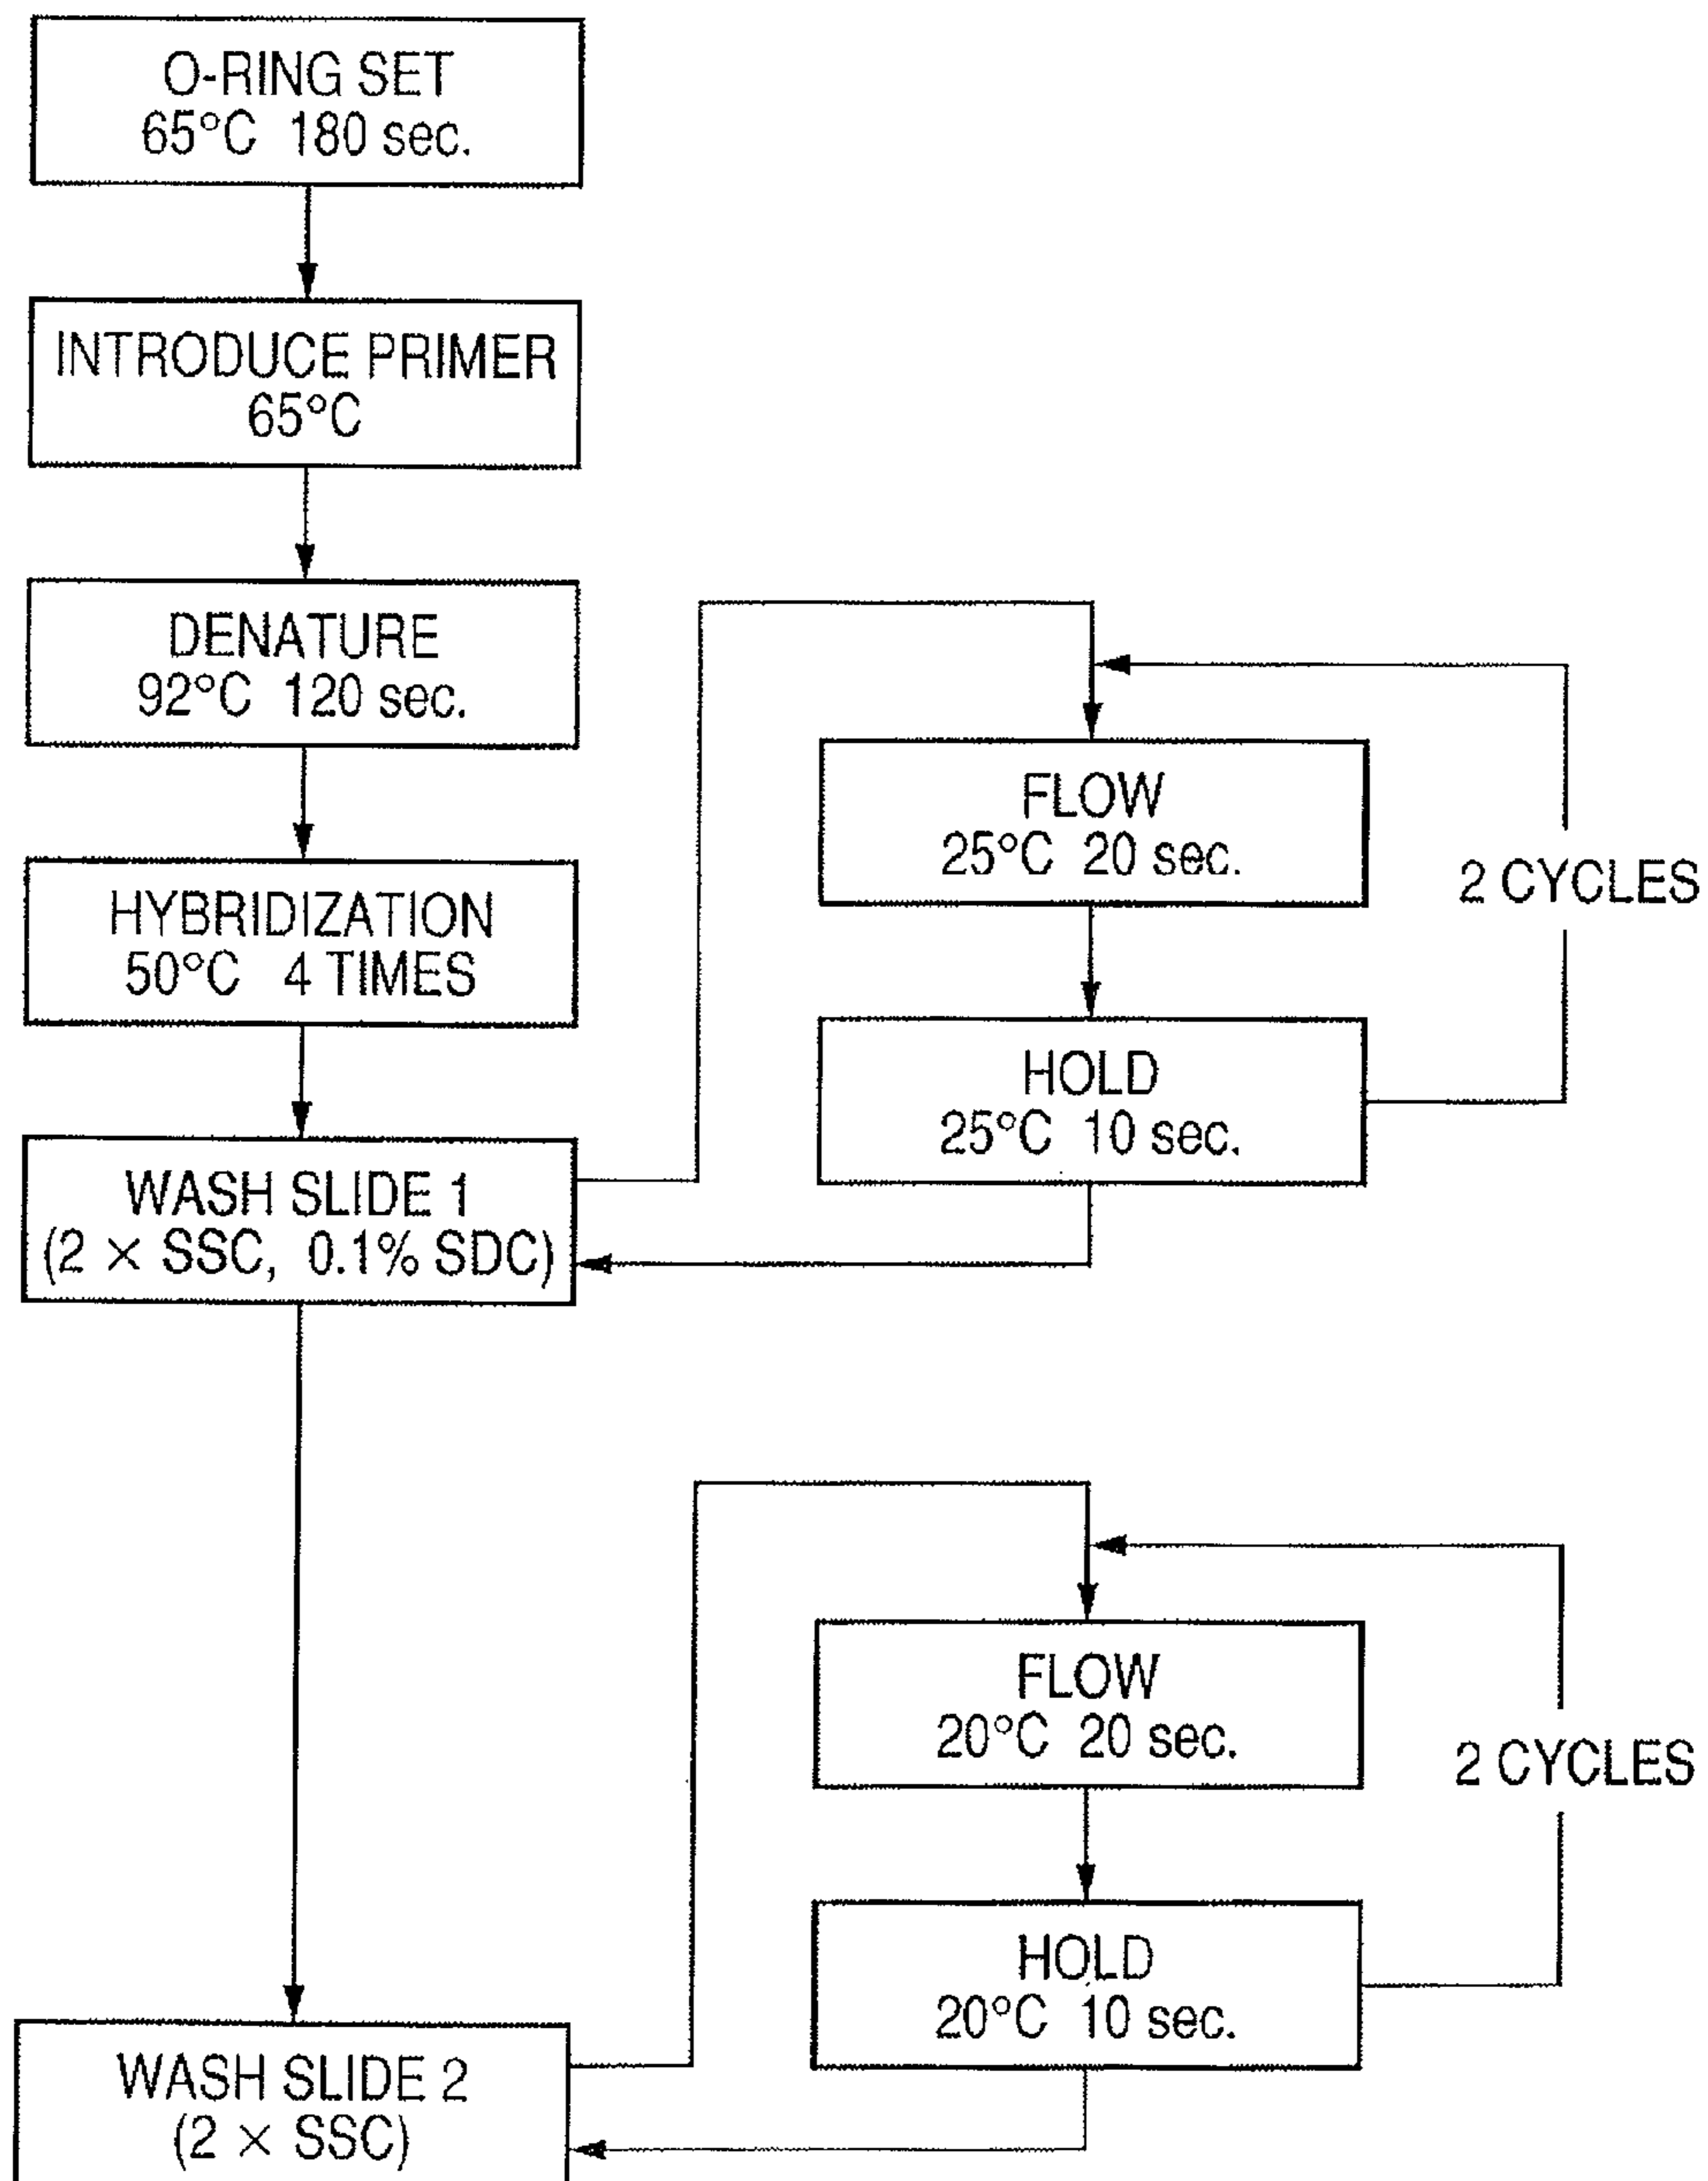 O-RING SET
65°C 180 sec.
INTRODUCE PRIMER
65°C
DENATURE
92°C 120 sec.
HYBRIDIZATION
50°C 4 TIMES
WASH SLIDE 1
(2 × SSC, 0.1% SDC)
FLOW
25°C 20 sec.
HOLD
25°C 10 sec.
2 CYCLES
WASH SLIDE 2
(2 × SSC)
FLOW
20°C 20 sec.
HOLD
20°C 10 sec.
2 CYCLES